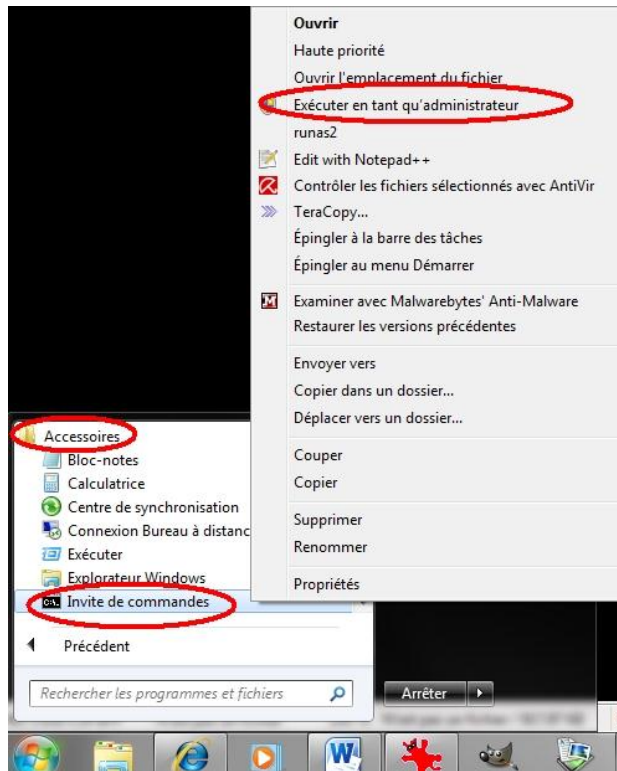 Ouvrir
Haute priorité
Ouvrir l'emplacement du fichier
Exécuter en tant qu'administrateur
runas2
Edit with Notepad++
Contrôler les fichiers sélectionnés avec AntiVir
TeraCopy...
Épingler à la barre des tâches
Épingler au menu Démarrer
Examiner avec Malwarebytes' Anti-Malware
Restaurer les versions précédentes
Envoyer vers
Copier dans un dossier...
Déplacer vers un dossier...
Couper
Copier
Supprimer
Renommer
Propriétés
Accessoires
Bloc-notes
Calculatrice
Centre de synchronisation
Connexion Bureau à distanc
Exécuter
Explorateur Windows
Invite de commandes
Précédent
Rechercher les programmes et fichiers
Arrêter